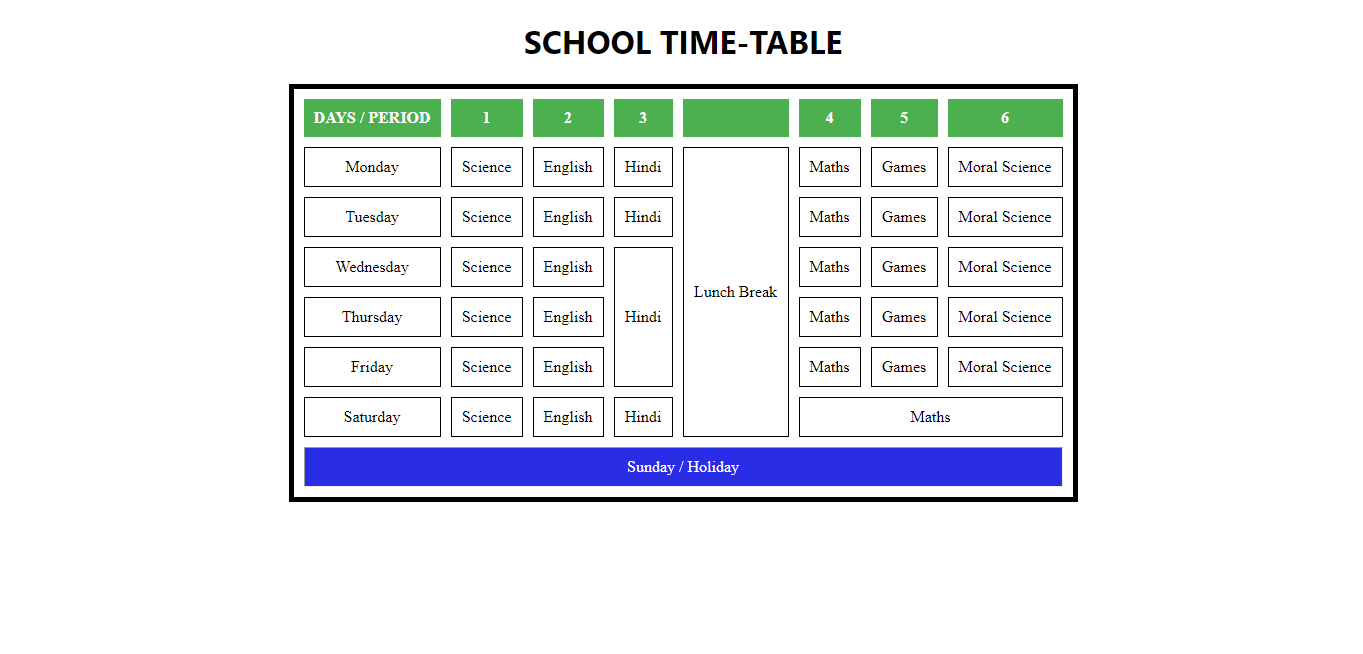 SCHOOL TIME-TABLE
DAYS / PERIOD 1 2 3 4 5 6
Monday Science English Hindi Maths Games Moral Science
Tuesday Science English Hindi Maths Games Moral Science
Wednesday Science English Maths Games Moral Science
Lunch Break
Thursday Science English Hindi Maths Games Moral Science
Friday Science English Maths Games Moral Science
Saturday Science English Hindi Maths
Sunday / Holiday